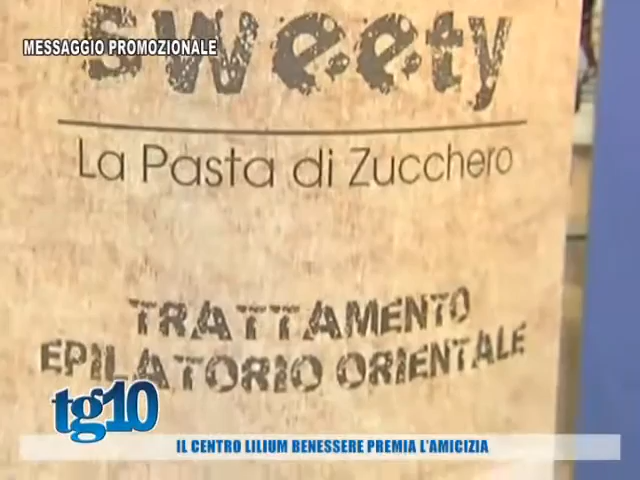 MESSAGGIO PROMOZIONALE
sweety
La Pasta di Zucchero
TRATTAMENTO
EPILATORIO ORIENTALE
tg10
IL CENTRO LILIUM BENESSERE PREMIA L'AMICIZIA